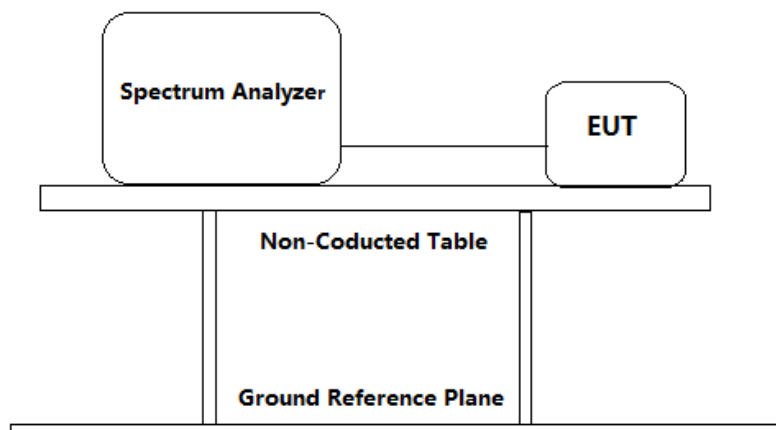 Spectrum Analyzer
EUT
Non-Coducted Table
Ground Reference Plane